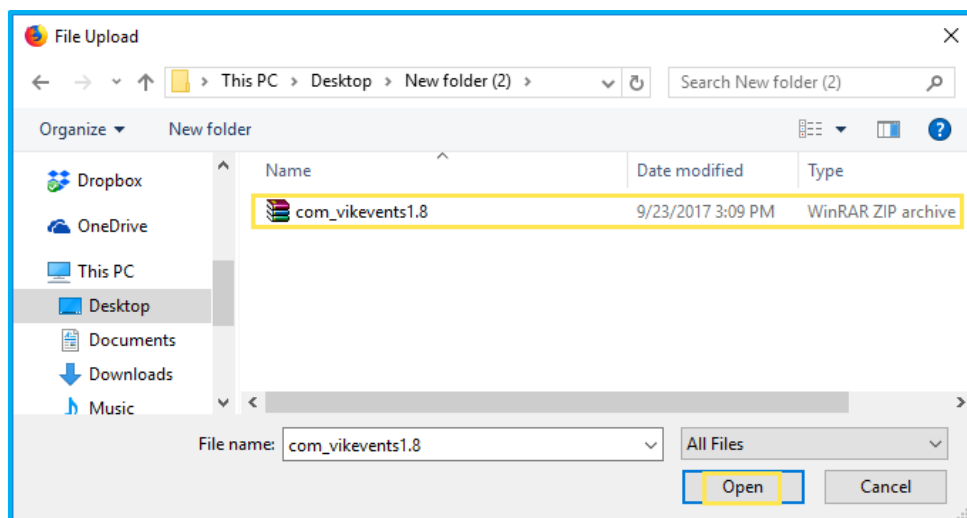 File Upload
This PC > Desktop > New folder (2) >
Search New folder (2)
Organize
New folder
Name
Date modified
Type
Dropbox
com_vikevents1.8
9/23/2017 3:09 PM
WinRAR ZIP archive
OneDrive
This PC
Desktop
Documents
Downloads
Music
File name: com_vikevents1.8
All Files
Open
Cancel